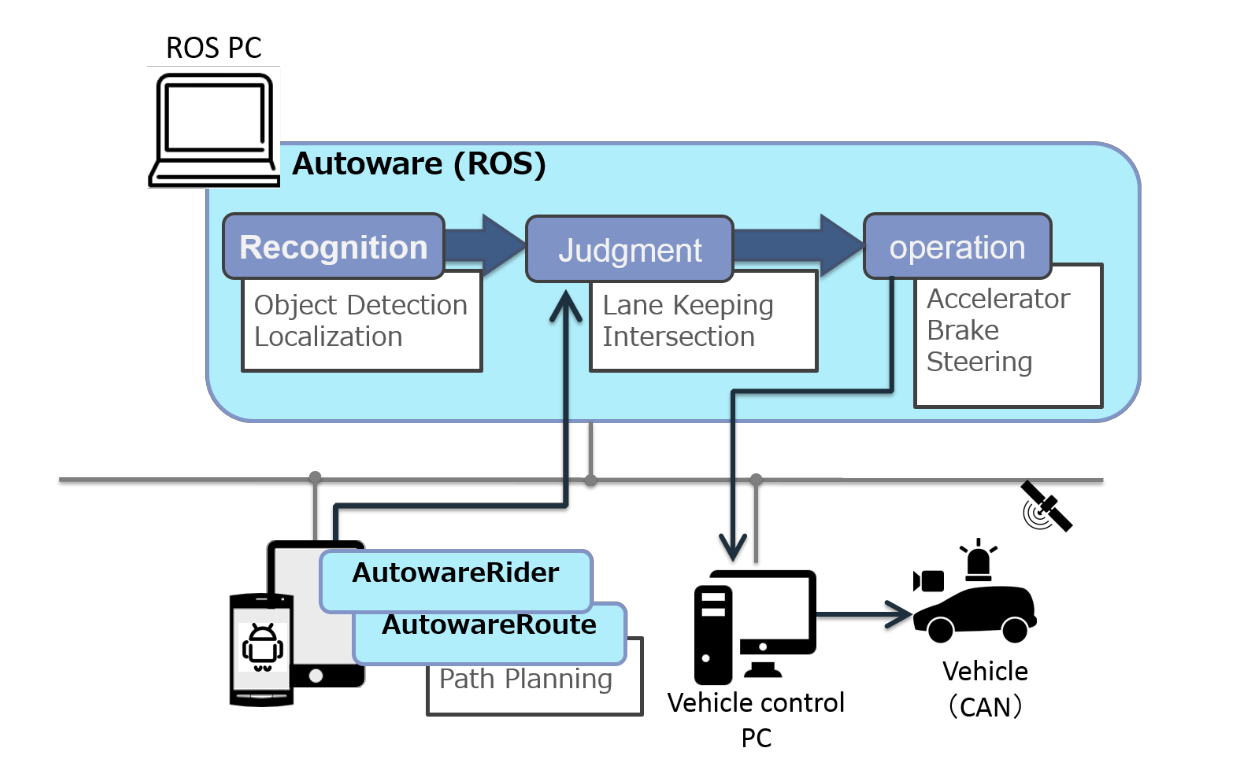 ROS PC
Autoware (ROS)
Recognition
Judgment
operation
Object Detection
Localization
Lane Keeping
Intersection
Accelerator
Brake
Steering
AutowareRider
AutowareRoute
Path Planning
Vehicle control
PC
Vehicle
（CAN）